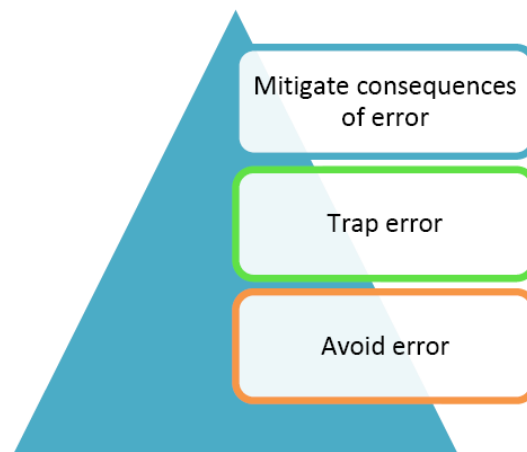 Mitigate consequences
of error
Trap error
Avoid error